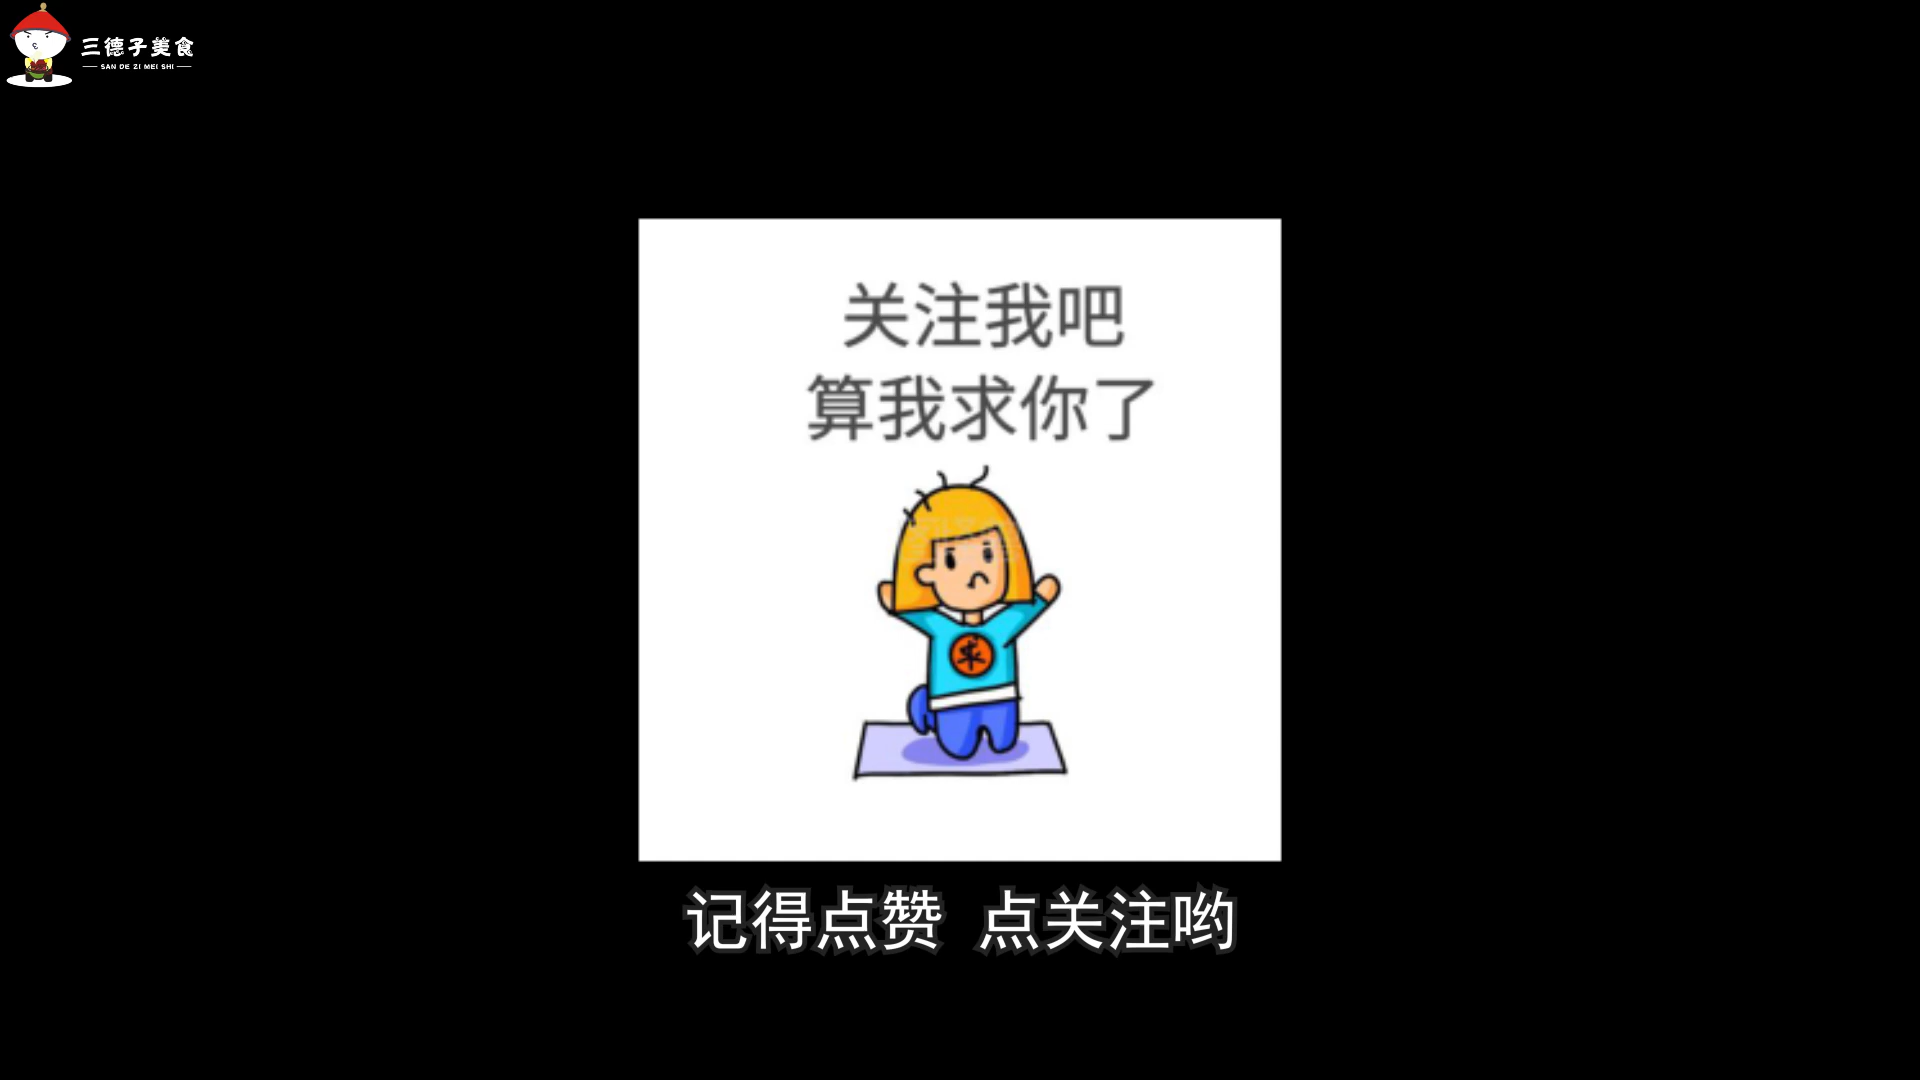 三德子美食
SAN DE ZI MEI SHI
关注我吧
算我求你了
求
记得点赞 点关注哟